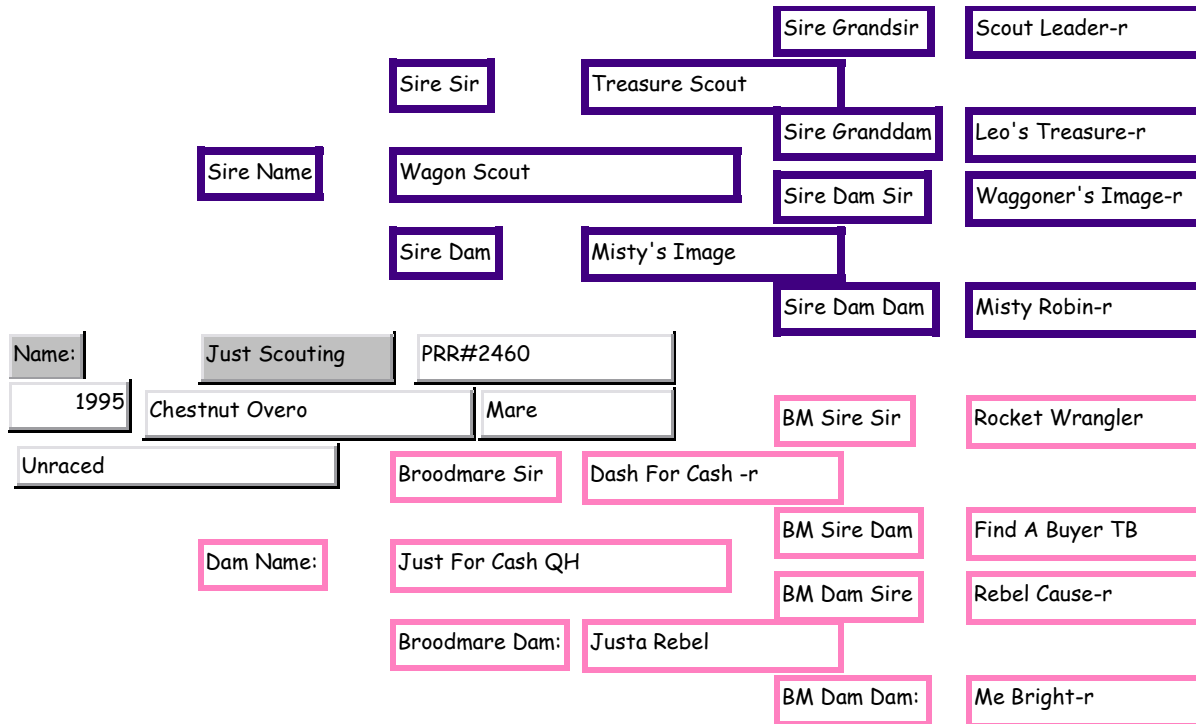 Sire Grandsir Scout Leader-r
Sire Sir Treasure Scout
Sire Granddam Leo's Treasure-r
Sire Name Wagon Scout
Sire Dam Sir Waggoner's Image-r
Sire Dam Misty's Image
Sire Dam Dam Misty Robin-r
Name: Just Scouting PRR#2460
1995 Chestnut Overo Mare
BM Sire Sir Rocket Wrangler
Unraced
Broodmare Sir Dash For Cash -r
BM Sire Dam Find A Buyer TB
Dam Name: Just For Cash QH
BM Dam Sire Rebel Cause-r
Broodmare Dam: Justa Rebel
BM Dam Dam: Me Bright-r